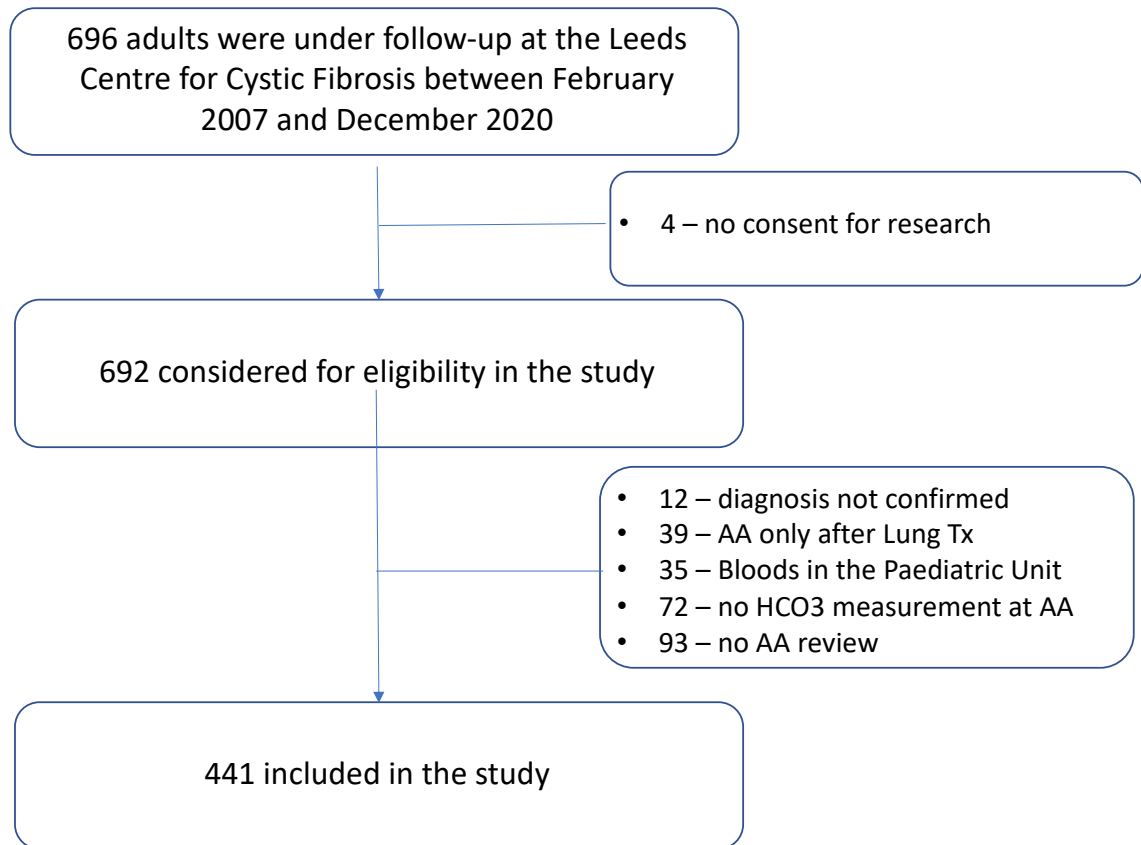 696 adults were under follow-up at the Leeds
Centre for Cystic Fibrosis between February
2007 and December 2020
• 4 – no consent for research
692 considered for eligibility in the study
• 12 – diagnosis not confirmed
• 39 – AA only after Lung Tx
• 35 – Bloods in the Paediatric Unit
• 72 – no HCO3 measurement at AA
• 93 – no AA review
441 included in the study